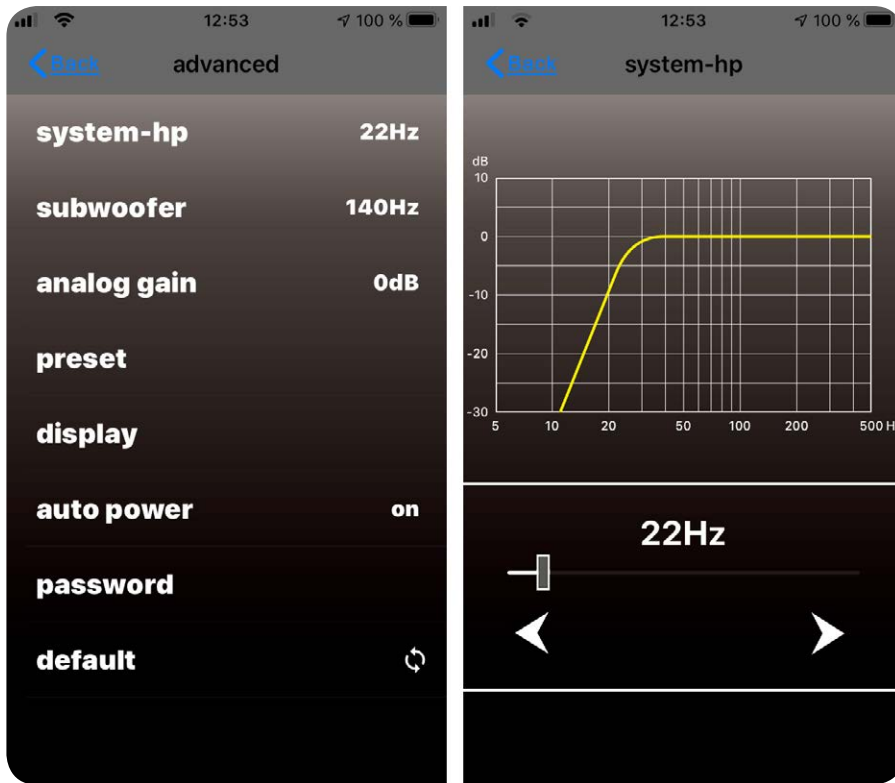 12:53
100 %
Back
advanced
system-hp 22Hz
subwoofer 140Hz
analog gain 0dB
preset
display
auto power on
password
default
12:53
100 %
Back
system-hp
dB
10
0
-10
-20
-30
5 10 20 50 100 200 500 H
22Hz